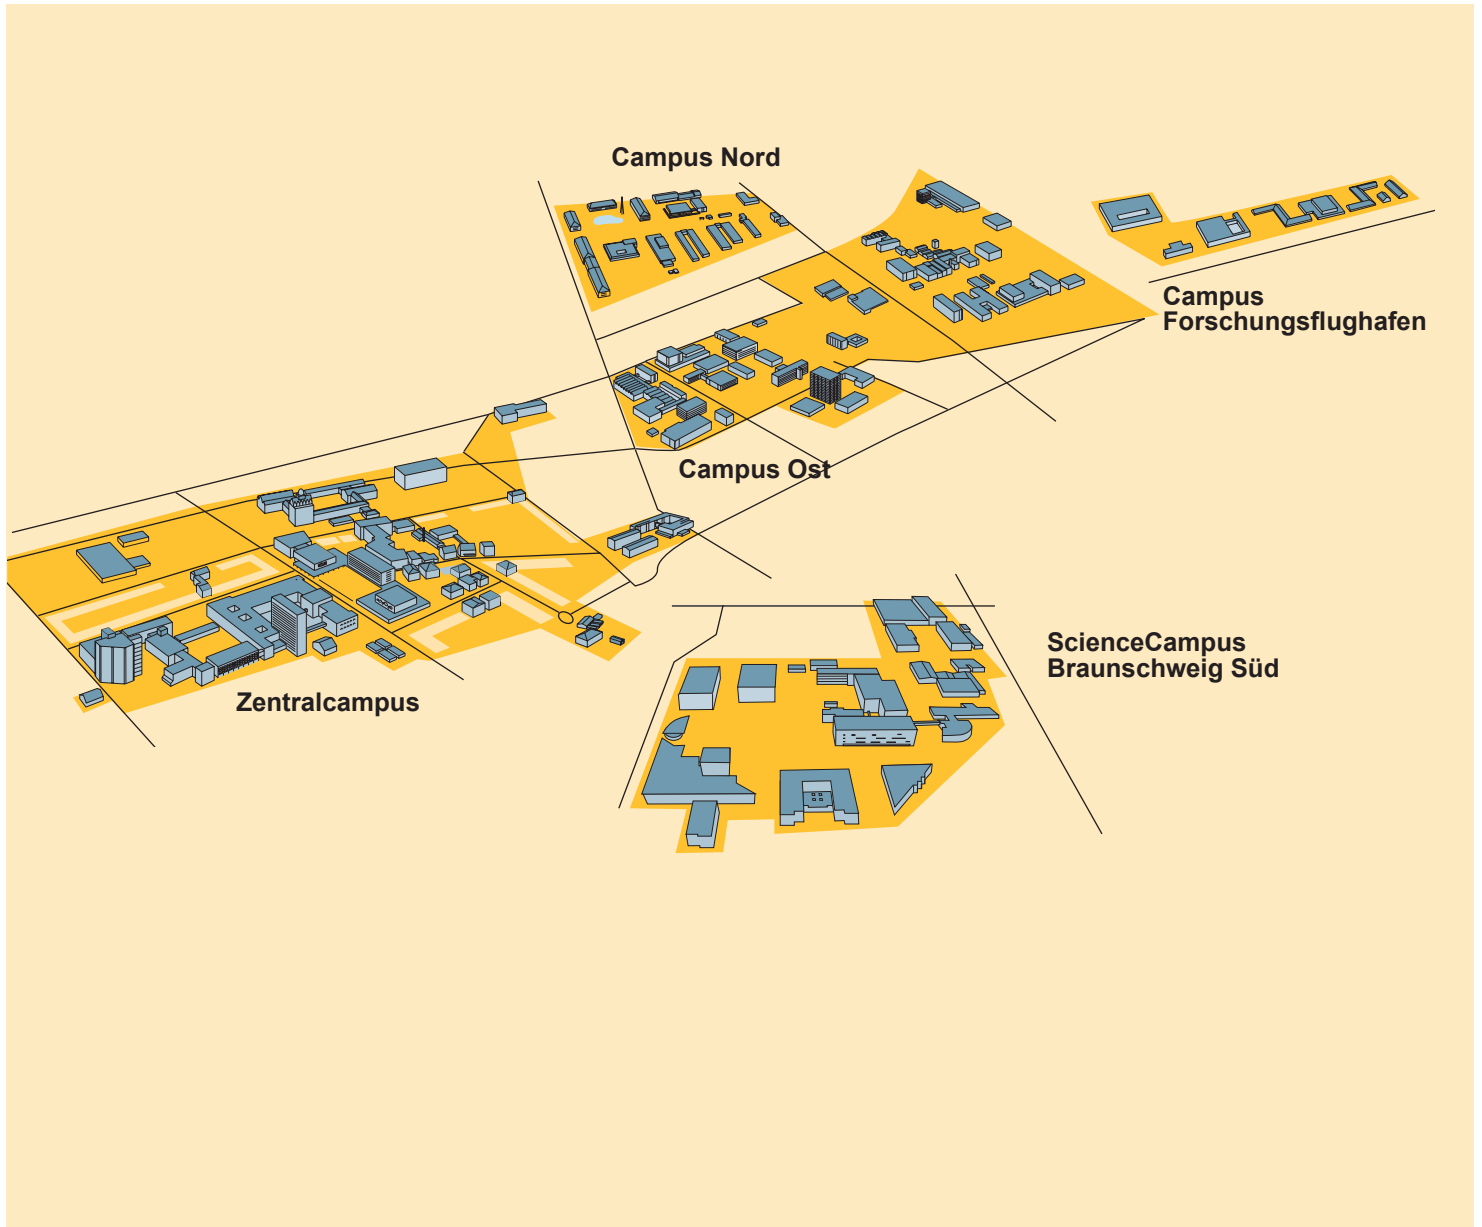 Campus Nord
Campus
Forschungsflughafen
Campus Ost
ScienceCampus
Braunschweig Süd
Zentralcampus